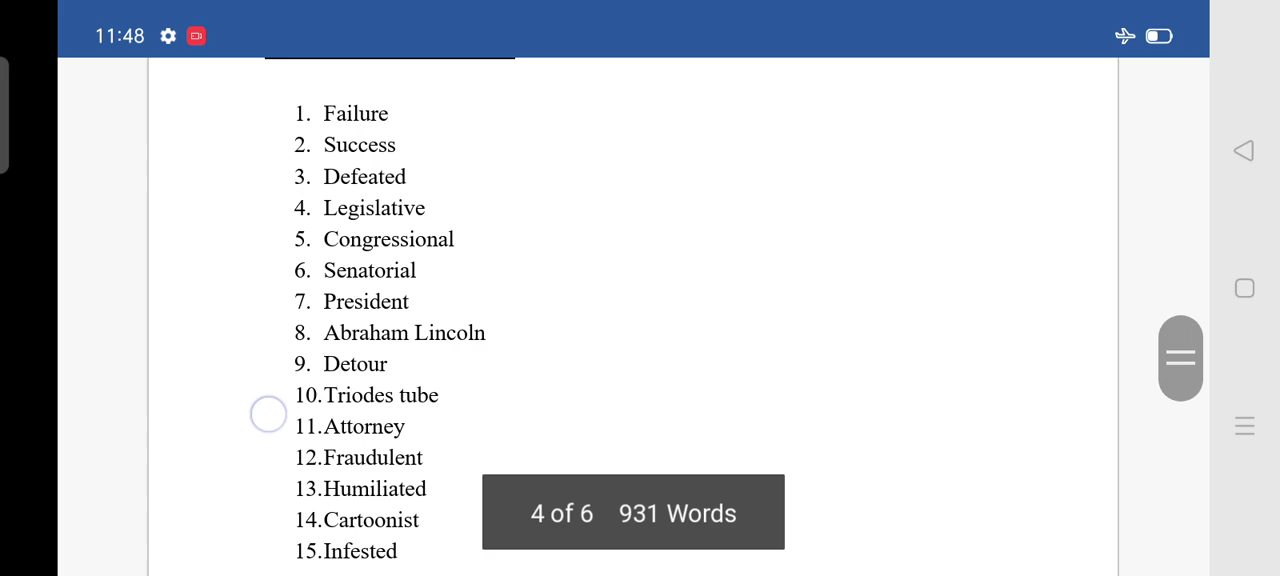 11:48
1. Failure
2. Success
3. Defeated
4. Legislative
5. Congressional
6. Senatorial
7. President
8. Abraham Lincoln
9. Detour
10.Triodes tube
11.Attorney
12.Fraudulent
13.Humiliated
14.Cartoonist
15.Infested
4 of 6 931 Words